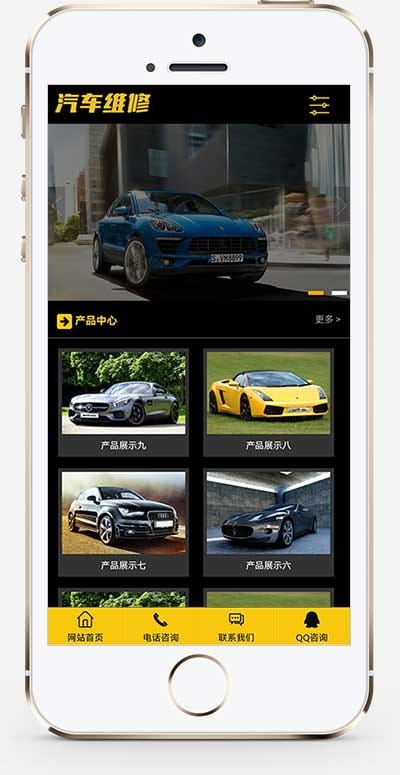 汽车维修
S·VM8899
产品中心
更多 >
产品展示九
产品展示八
产品展示七
产品展示六
网站首页
电话咨询
联系我们
QQ咨询